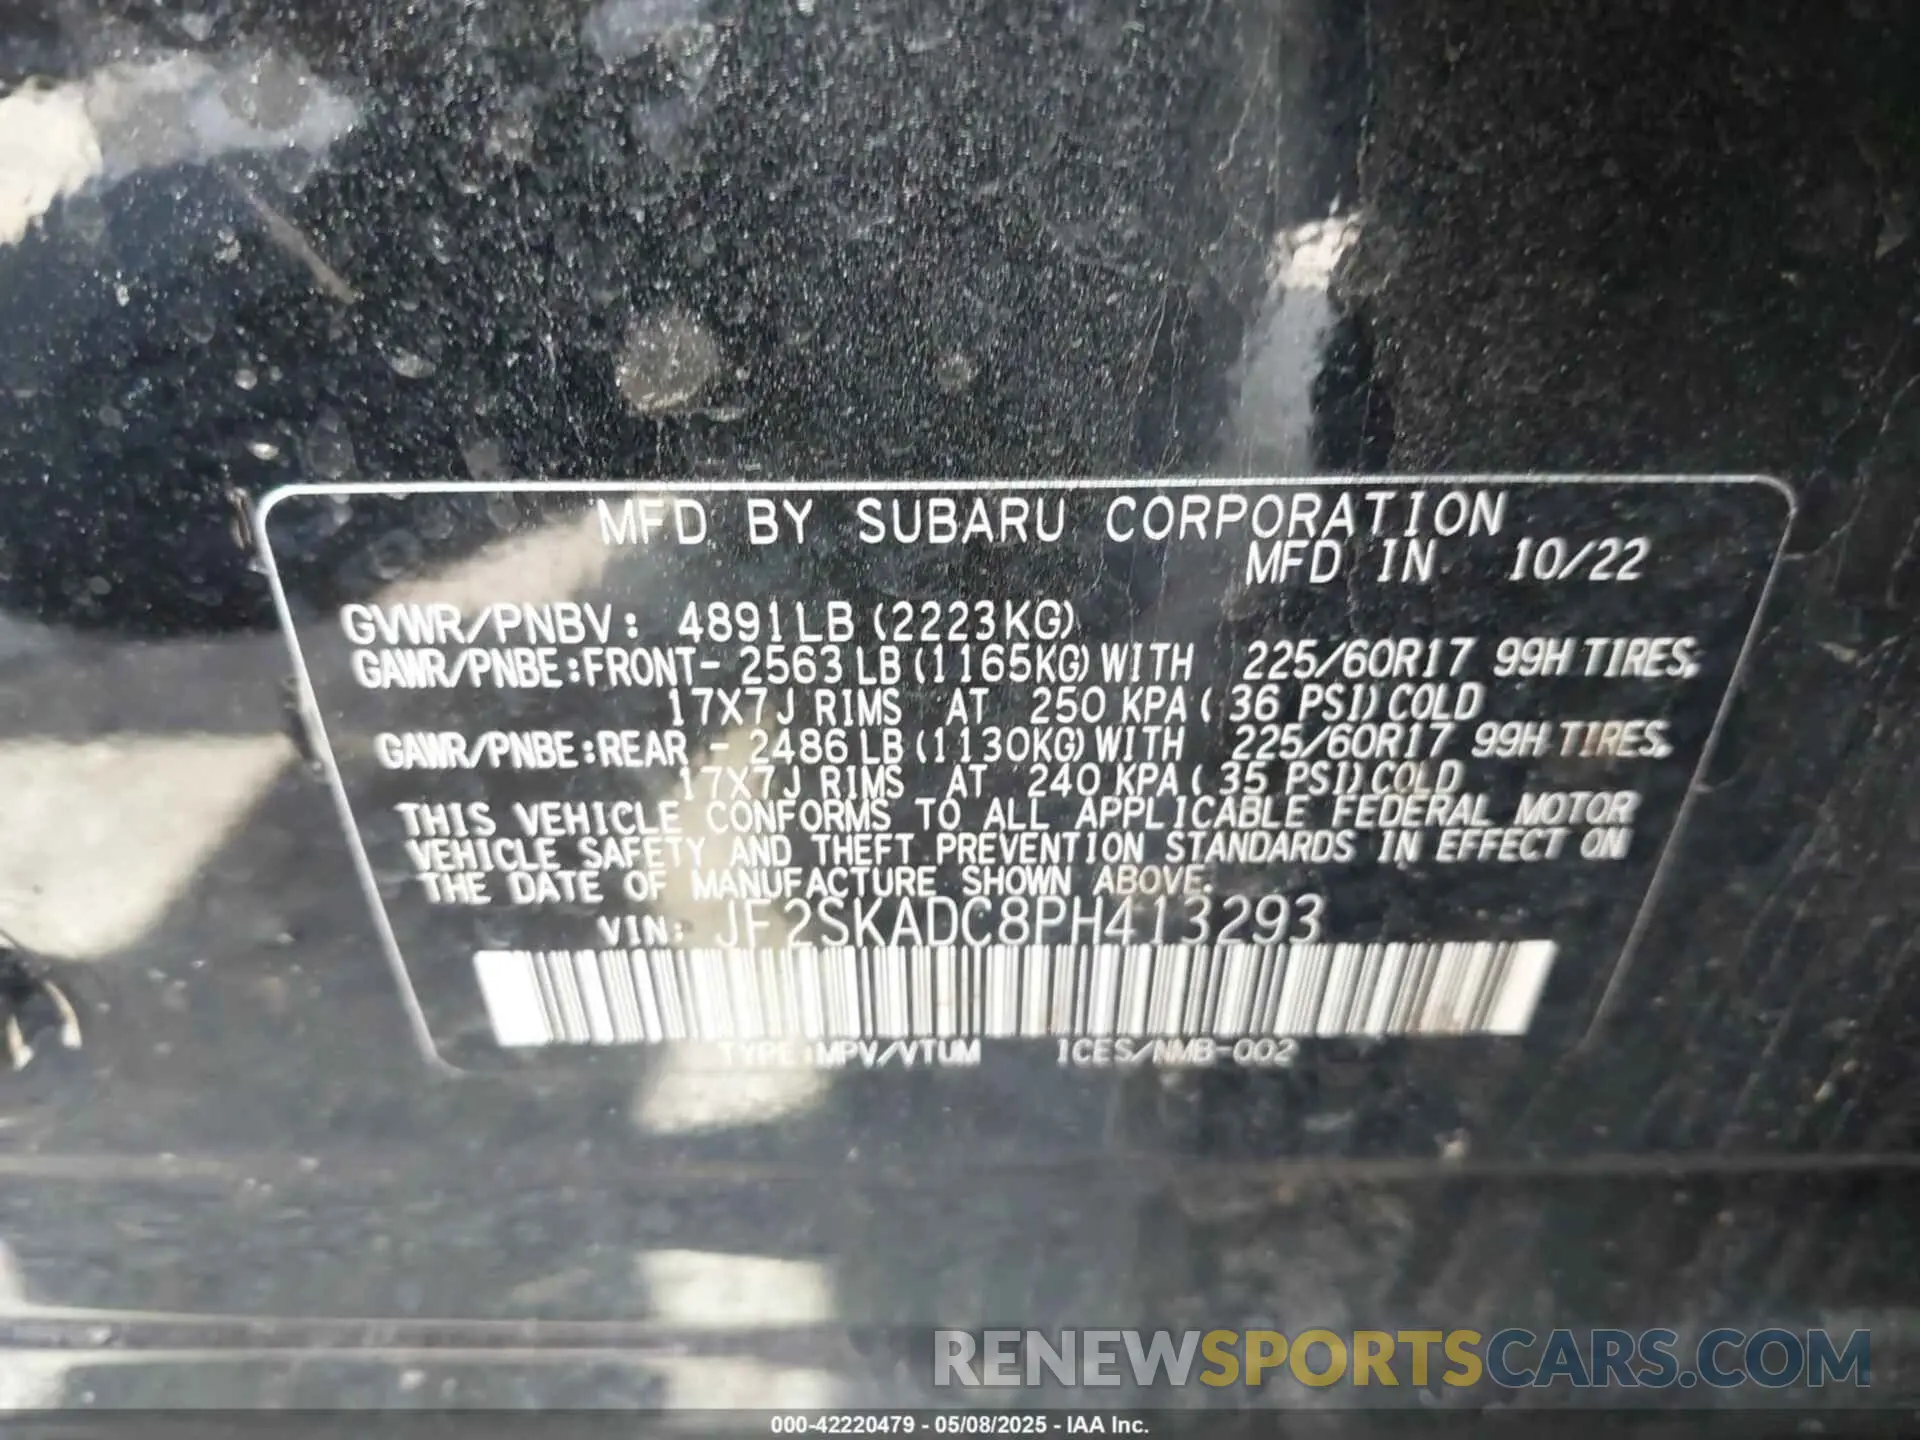 MFD. BY SUBARU CORPORATION
MFD IN 10/22
GVWR/PNBV: 4891LB (2223KG)
GAWR/PNBE:FRONT- 2563 LB (1165KG) WITH 225/60R17 99H TIRES,
17X7J RIMS AT 250 KPA ( 36 PSI) COLD
GAWR/PNBE:REAR - 2486 LB (1130KG) WITH 225/60R17 99H TIRES,
17X7J RIMS AT 240 KPA ( 35 PSI) COLD
THIS VEHICLE CONFORMS TO ALL APPLICABLE FEDERAL MOTOR
VEHICLE SAFETY AND THEFT PREVENTION STANDARDS IN EFFECT ON
THE DATE OF MANUFACTURE SHOWN ABOVE.
VIN: JF2SKADC8PH413293
TYPE:MPV/VTUM ICES/NMB-002
RENEWSPORTSCARS.COM
000-42220479 - 05/08/2025 - IAA Inc.